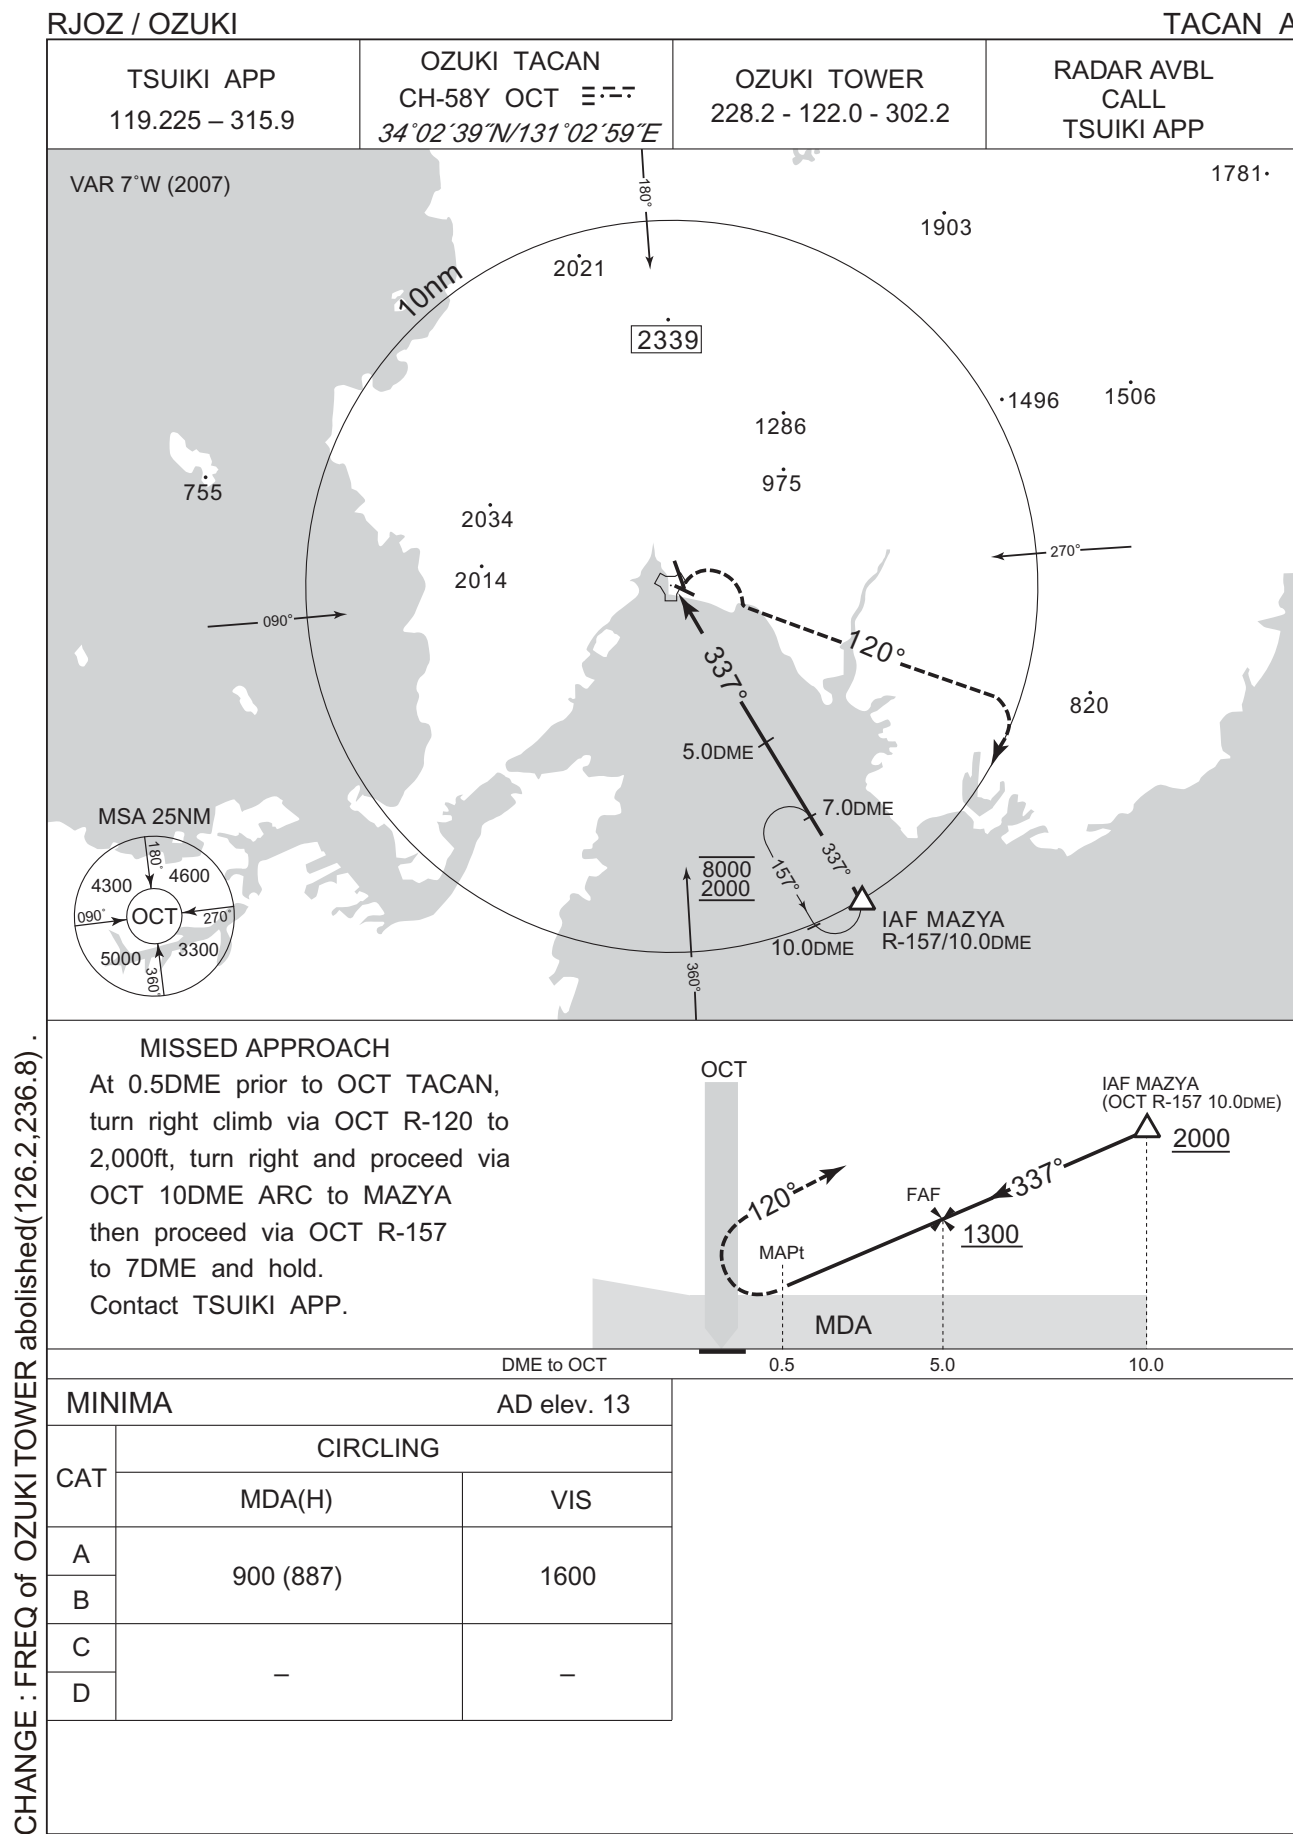 RJOZ / OZUKI
TACAN A
TSUIKI APP
119.225 – 315.9
OZUKI TACAN
CH-58Y OCT
34°02´39˝N/131°02´59˝E
OZUKI TOWER
228.2 - 122.0 - 302.2
RADAR AVBL
CALL
TSUIKI APP
VAR 7°W (2007)
180°
1781
1903
2021
10nm
2339
1496
1506
1286
975
755
2034
2014
270°
090°
120°
337°
820
5.0DME
7.0DME
337°
157°
8000
2000
IAF MAZYA
R-157/10.0DME
10.0DME
360°
MSA 25NM
180°
4300
4600
090°
OCT
270°
5000
3300
360°
MISSED APPROACH
At 0.5DME prior to OCT TACAN,
turn right climb via OCT R-120 to
2,000ft, turn right and proceed via
OCT 10DME ARC to MAZYA
then proceed via OCT R-157
to 7DME and hold.
Contact TSUIKI APP.
OCT
IAF MAZYA
(OCT R-157 10.0DME)
2000
337°
120°
FAF
1300
MAPt
MDA
DME to OCT
0.5
5.0
10.0
MINIMA
AD elev. 13
CAT
CIRCLING
MDA(H)
VIS
A
B
900 (887)
1600
C
D
–
–
CHANGE : FREQ of OZUKI TOWER abolished(126.2,236.8) .